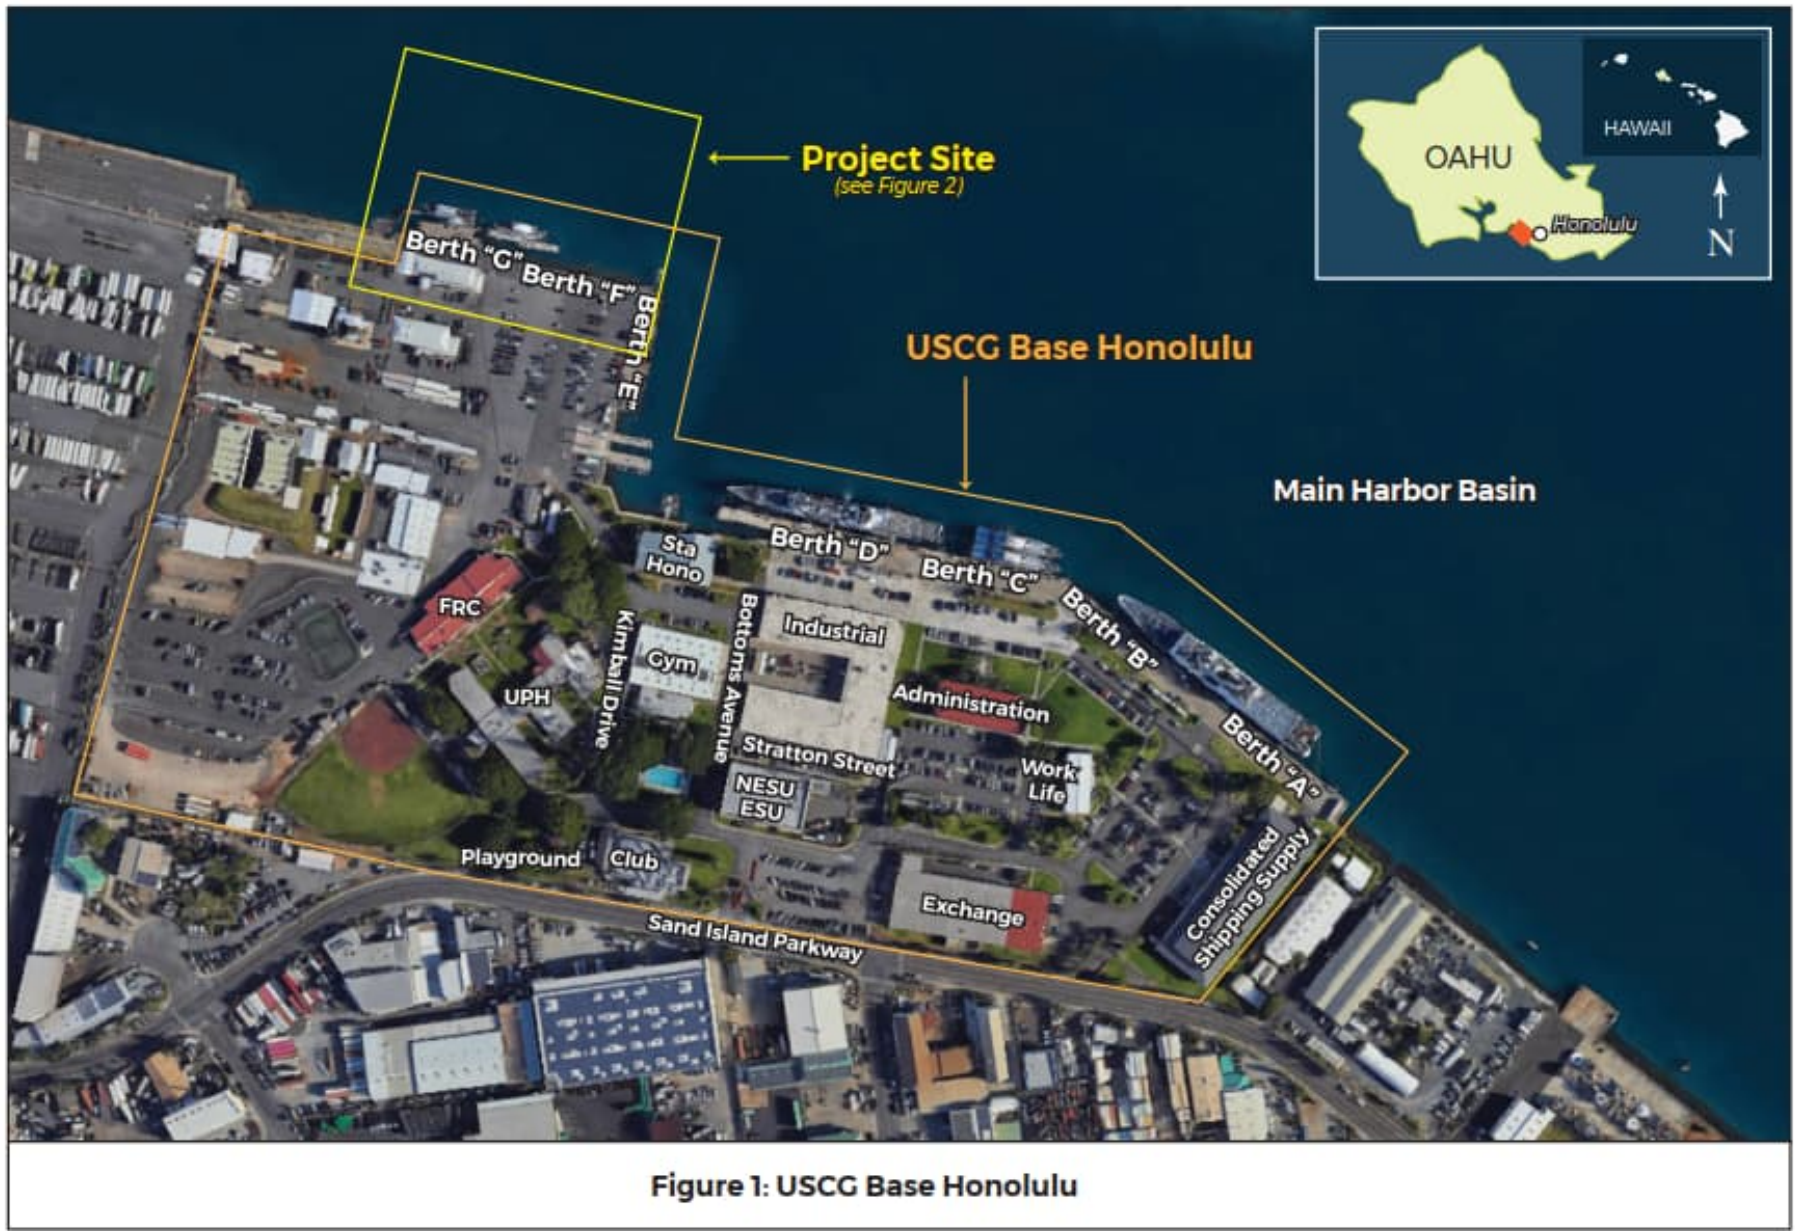 HAWAII
OAHU
Honolulu
N
Project Site
(see Figure 2)
Berth “G”
Berth “F”
Berth “E”
USCG Base Honolulu
Main Harbor Basin
Sta
Hono
Berth “D”
Berth “C”
Berth “B”
Berth “A”
FRC
Kimball Drive
Bottoms Avenue
Industrial
Gym
UPH
Administration
Stratton Street
Work
Life
NESU
ESU
Playground
Club
Exchange
Consolidated
Shipping Supply
Sand Island Parkway
Figure 1: USCG Base Honolulu